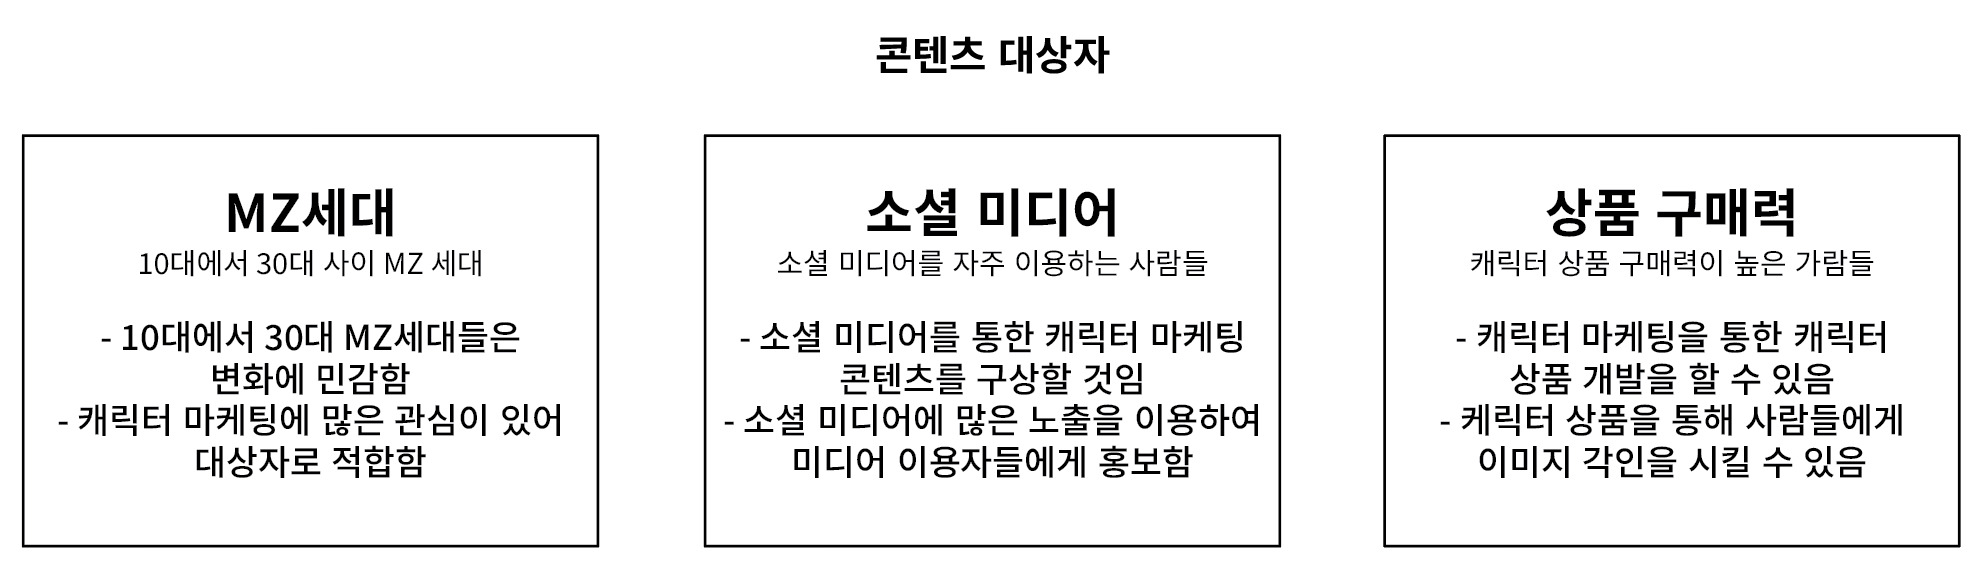 콘텐츠 대상자
MZ세대
10대에서 30대 사이 MZ 세대
- 10대에서 30대 MZ세대들은
변화에 민감함
- 캐릭터 마케팅에 많은 관심이 있어
대상자로 적합함
소셜 미디어
소셜 미디어를 자주 이용하는 사람들
- 소셜 미디어를 통한 캐릭터 마케팅
콘텐츠를 구상할 것임
- 소셜 미디어에 많은 노출을 이용하여
미디어 이용자들에게 홍보함
상품 구매력
캐릭터 상품 구매력이 높은 가람들
- 캐릭터 마케팅을 통한 캐릭터
상품 개발을 할 수 있음
- 케릭터 상품을 통해 사람들에게
이미지 각인을 시킬 수 있음